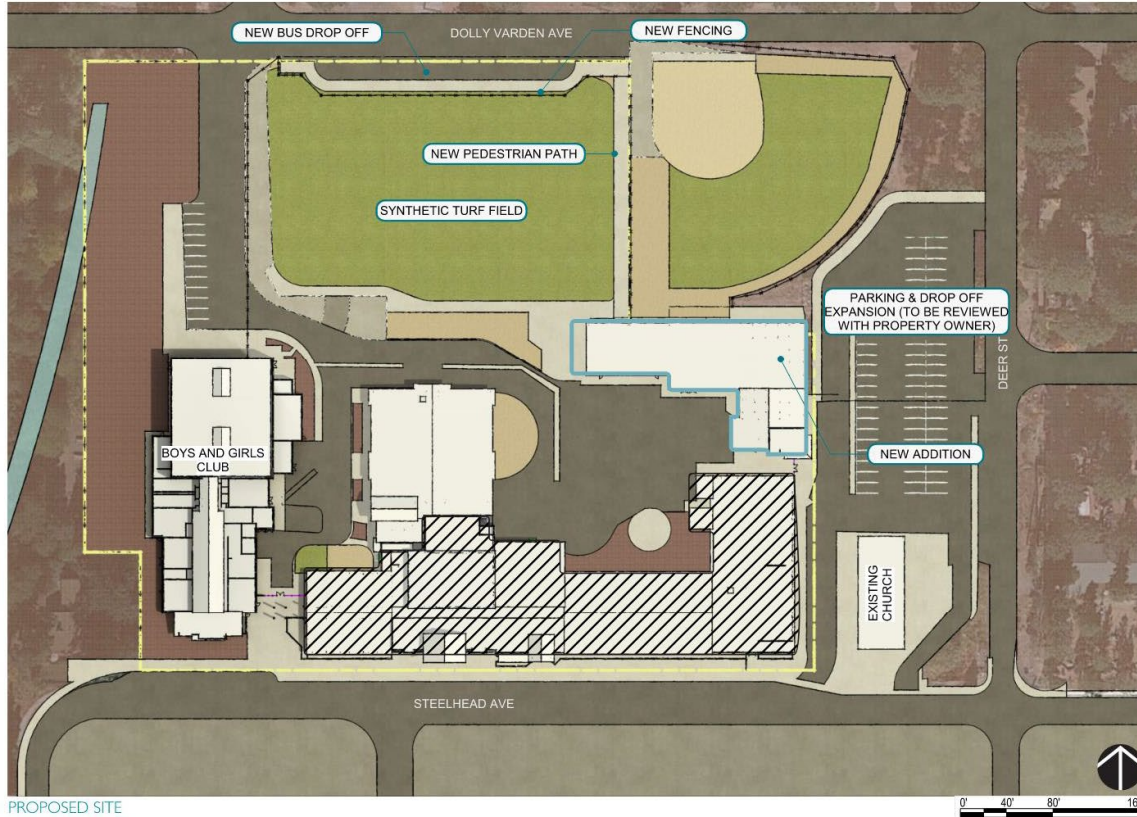 NEW BUS DROP OFF
DOLLY VARDEN AVE
NEW FENCING
NEW PEDESTRIAN PATH
SYNTHETIC TURF FIELD
PARKING & DROP OFF
EXPANSION (TO BE REVIEWED
WITH PROPERTY OWNER)
DEER ST
NEW ADDITION
BOYS AND GIRLS
CLUB
EXISTING
CHURCH
STEELHEAD AVE
PROPOSED SITE
0' 40' 80'